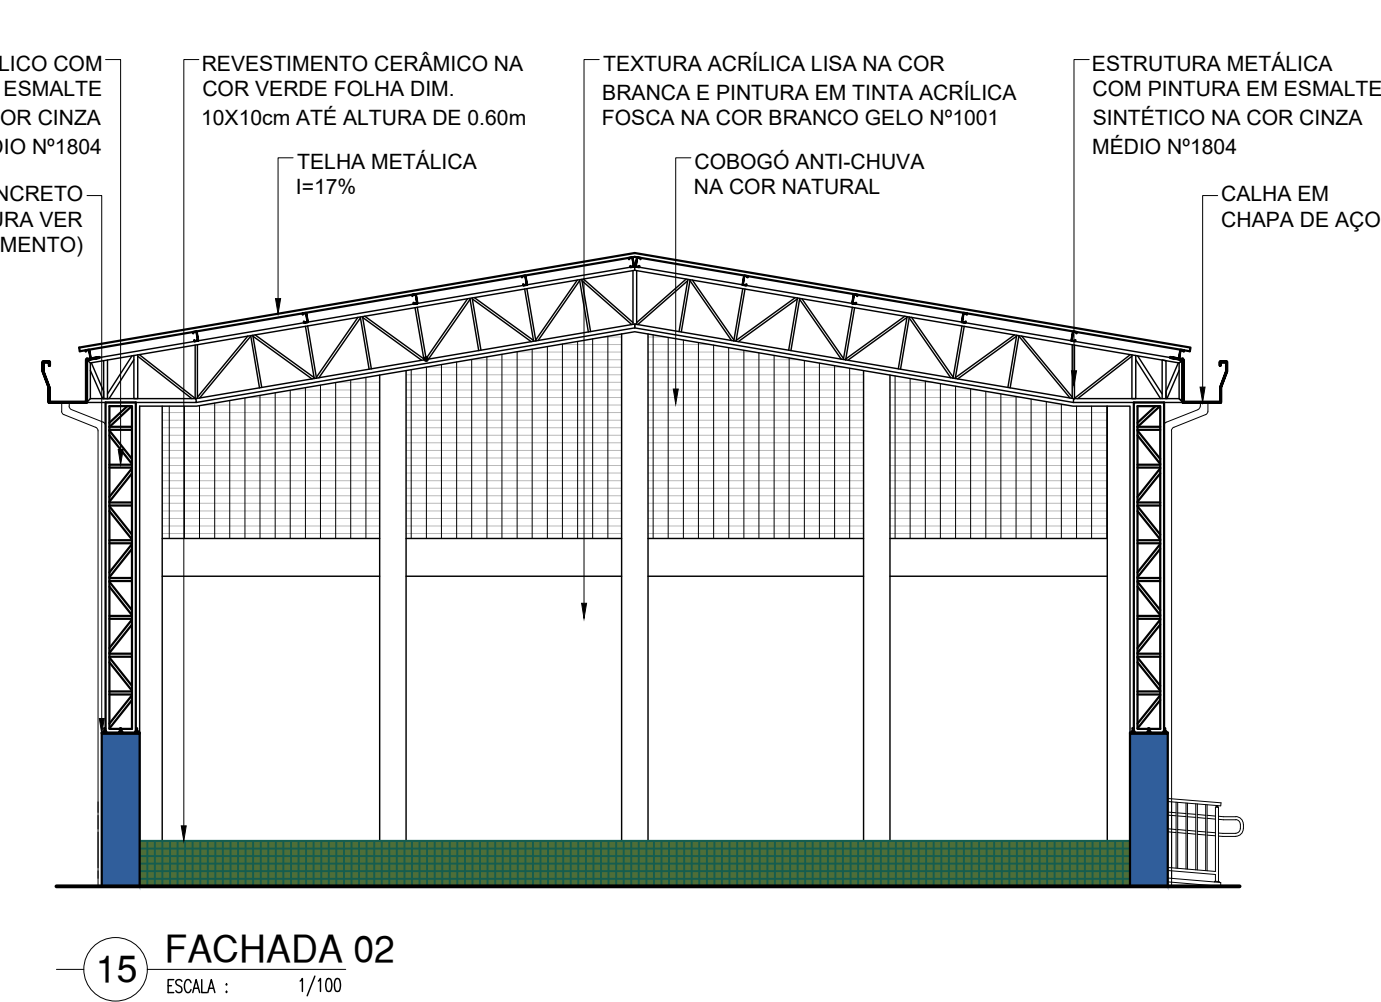 LICO COM
ESMALTE
OR CINZA
DIO Nº1804
NCRETO
URA VER
MENTO)
REVESTIMENTO CERÂMICO NA
COR VERDE FOLHA DIM.
10X10cm ATÉ ALTURA DE 0.60m
TELHA METÁLICA
I=17%
TEXTURA ACRÍLICA LISA NA COR
BRANCA E PINTURA EM TINTA ACRÍLICA
FOSCA NA COR BRANCO GELO Nº1001
COBOGÓ ANTI-CHUVA
NA COR NATURAL
ESTRUTURA METÁLICA
COM PINTURA EM ESMALTE
SINTÉTICO NA COR CINZA
MÉDIO Nº1804
CALHA EM
CHAPA DE AÇO
15
FACHADA 02
ESCALA : 1/100